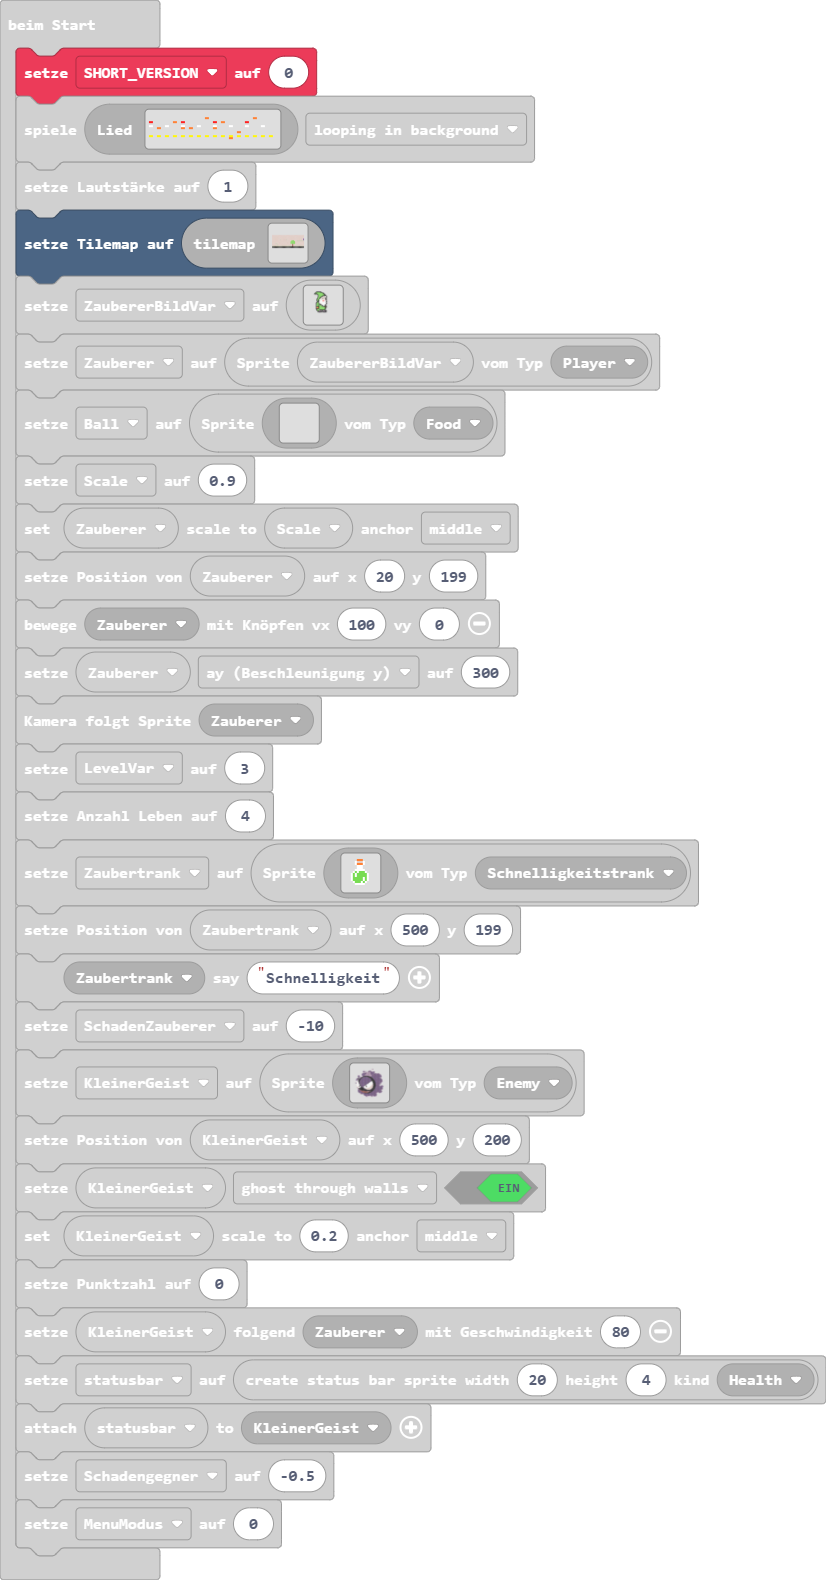 beim Start
setze SHORT_VERSION auf 0
spiele Lied looping in background
setze Lautstärke auf 1
setze Tilemap auf tilemap
setze ZaubererBildVar auf
setze Zauberer auf Sprite ZaubererBildVar vom Typ Player
setze Ball auf Sprite vom Typ Food
setze Scale auf 0.9
set Zauberer scale to Scale anchor middle
setze Position von Zauberer auf x 20 y 199
bewege Zauberer mit Knöpfen vx 100 vy 0
setze Zauberer ay (Beschleunigung y) auf 300
Kamera folgt Sprite Zauberer
setze LevelVar auf 3
setze Anzahl Leben auf 4
setze Zaubertrank auf Sprite vom Typ Schnelligkeitstrank
setze Position von Zaubertrank auf x 500 y 199
Zaubertrank say "Schnelligkeit"
setze SchadenZauberer auf -10
setze KleinerGeist auf Sprite vom Typ Enemy
setze Position von KleinerGeist auf x 500 y 200
setze KleinerGeist ghost through walls EIN
set KleinerGeist scale to 0.2 anchor middle
setze Punktzahl auf 0
setze KleinerGeist folgend Zauberer mit Geschwindigkeit 80
setze statusbar auf create status bar sprite width 20 height 4 kind Health
attach statusbar to KleinerGeist
setze Schadengegner auf -0.5
setze MenuModus auf 0